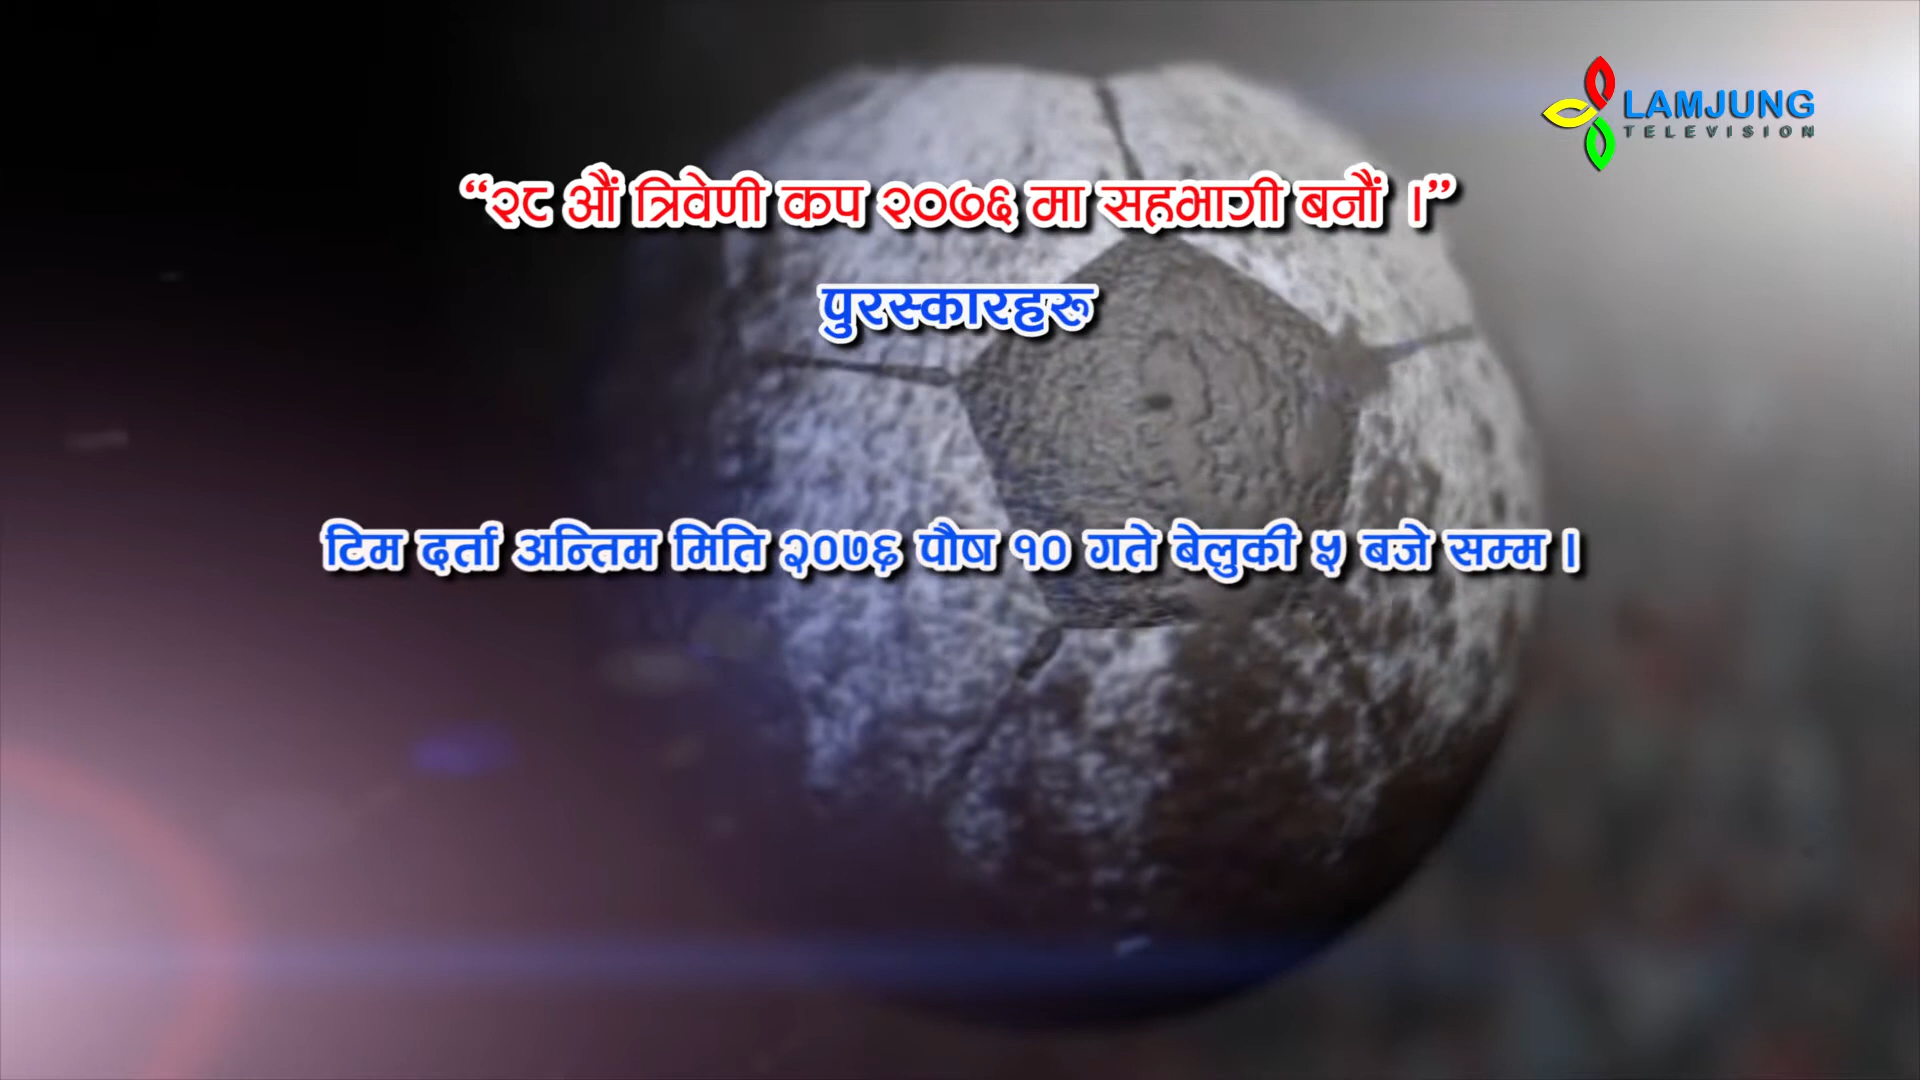 LAMJUNG
TELEVISION
“२८ औं त्रिवेणी कप २०७६ मा सहभागी बनौं ।”
पुरस्कारहरू
टिम दर्ता अन्तिम मिति २०७६ पौष १० गते बेलुकी ५ बजे सम्म ।